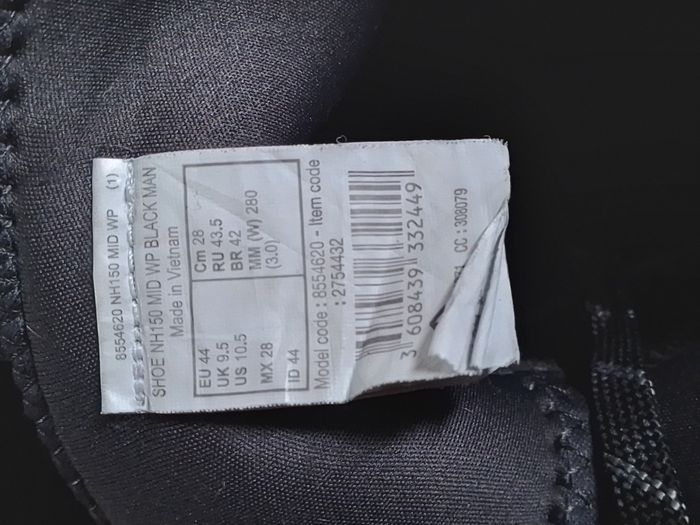 8554620 NH150 MID WP (1)
SHOE NH150 MID WP BLACK MAN
Made in Vietnam
EU 44
UK 9.5
US 10.5
MX 28
ID 44
Cm 28
RU 43.5
BR 42
MM (W) 280
(3.0)
Model code : 8554620 - Item code
: 2754432
3 608439 332449
CC : 308079